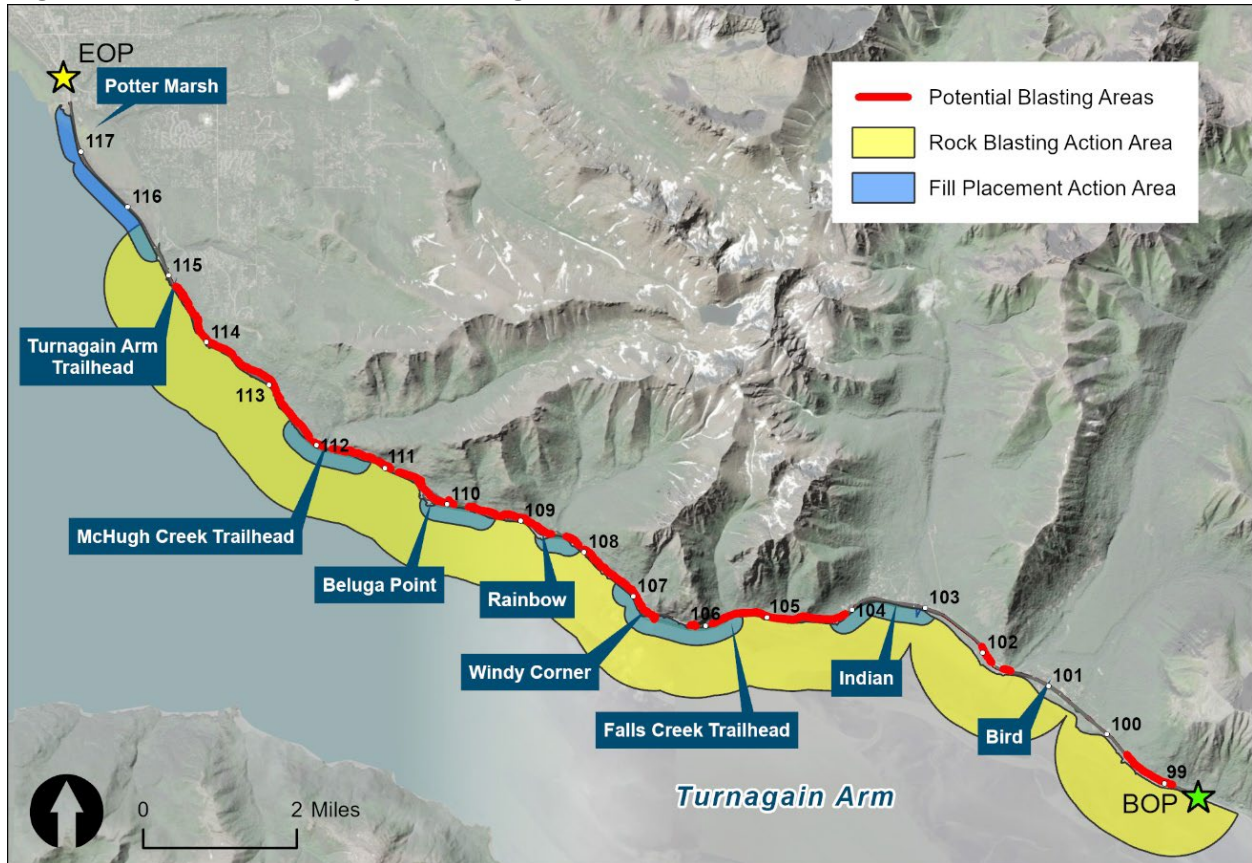 EOP
Potter Marsh
117
116
115
Turnagain Arm
Trailhead
114
113
112
McHugh Creek Trailhead
111
110
Beluga Point
109
Rainbow
108
107
Windy Corner
106
Falls Creek Trailhead
105
104
Indian
103
102
101
Bird
100
99
BOP
Turnagain Arm
0 2 Miles
Potential Blasting Areas
Rock Blasting Action Area
Fill Placement Action Area